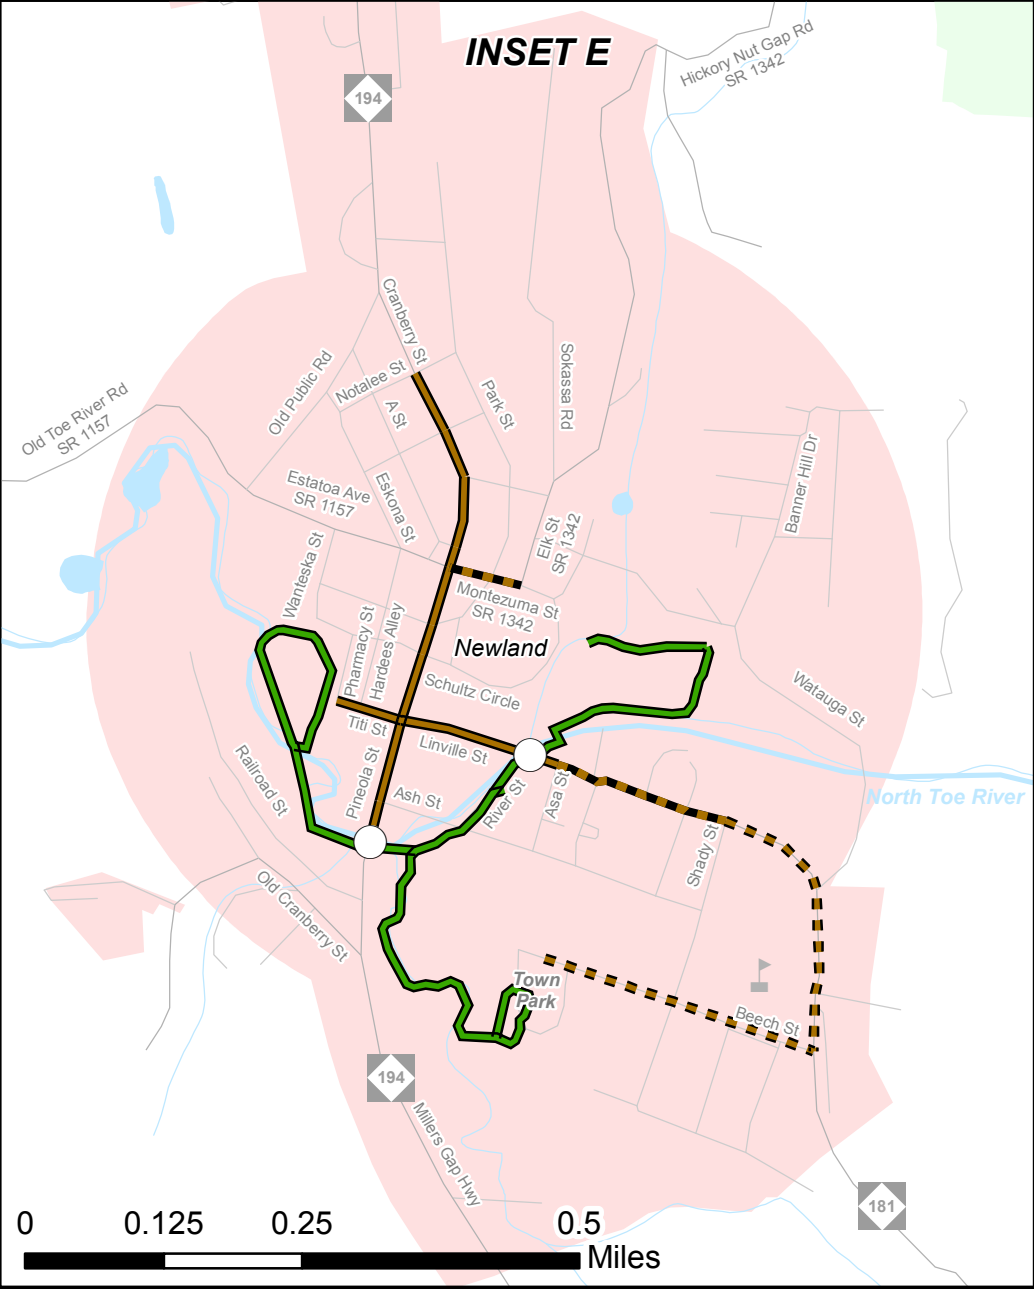 INSET E
Hickory Nut Gap Rd
SR 1342
194
Cranberry St
Old Public Rd
Notalee St
A St
Park St
Sokassa Rd
Old Toe River Rd
SR 1157
Banner Hill Dr
Estatoa Ave
SR 1157
Eskona St
Elk St
SR 1342
Wanteska St
Montezuma St
SR 1342
Pharmacy St
Hardees Alley
Newland
Schultz Circle
Watauga St
Titi St
Linville St
Railroad St
Pineola St
Ash St
River St
Asa St
North Toe River
Shady St
Old Cranberry St
Town
Park
Beech St
194
Millers Gap Hwy
181
0 0.125 0.25 0.5
Miles